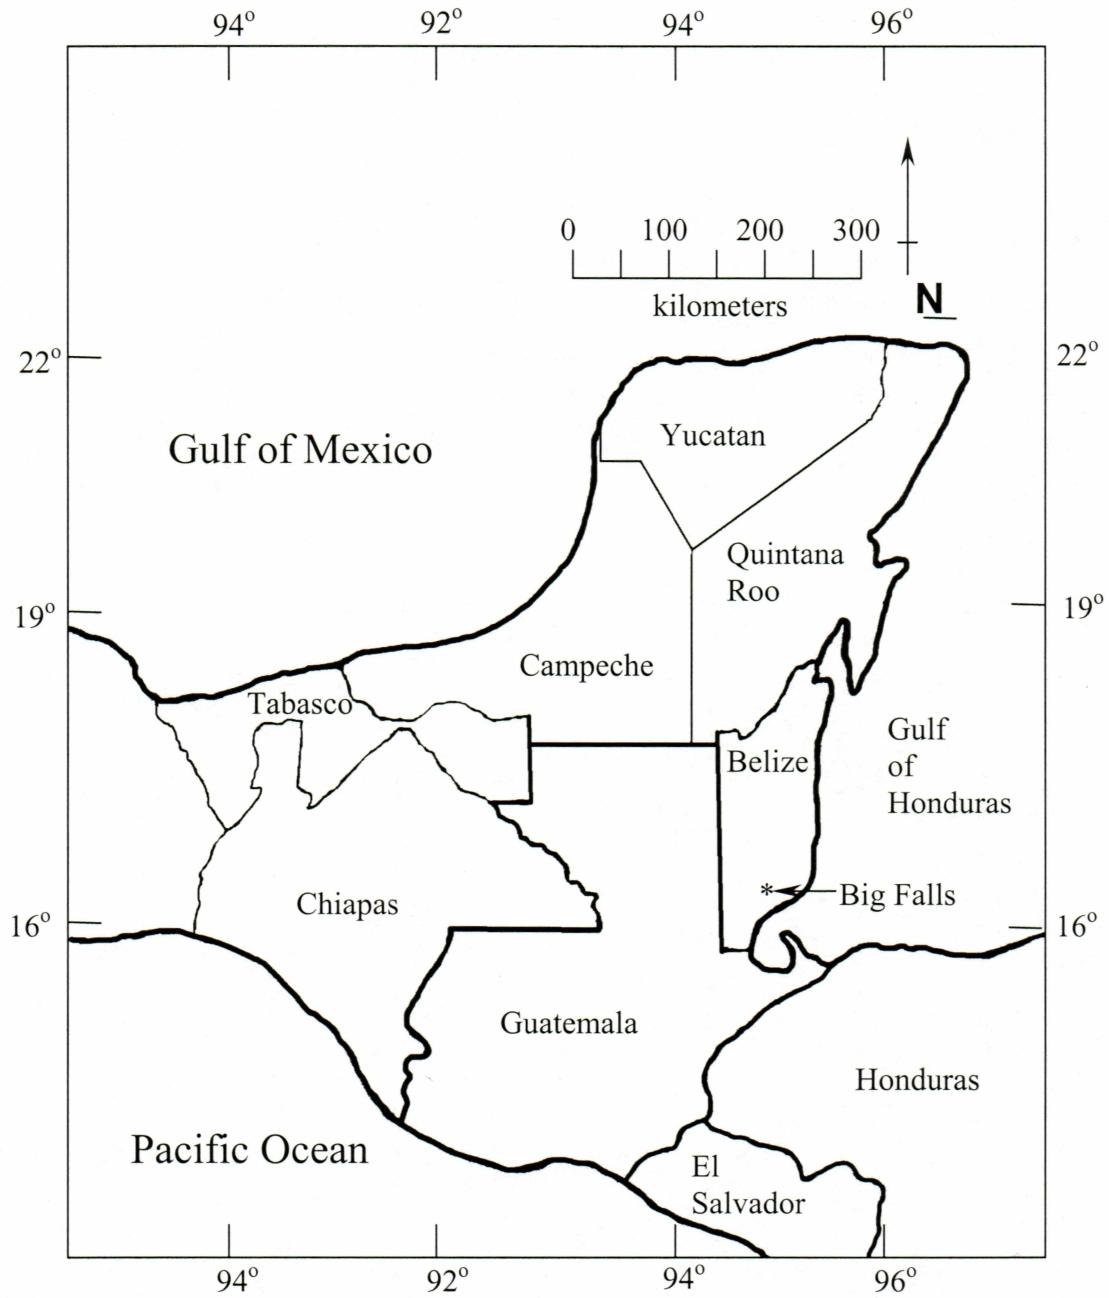 94° 92° 94° 96°
0 100 200 300
kilometers
N
22° 22°
Yucatan
Gulf of Mexico
Quintana
Roo
19° 19°
Campeche
Tabasco
Gulf
of
Honduras
Belize
Big Falls
*
Chiapas
16° 16°
Guatemala
Honduras
Pacific Ocean
El
Salvador
94° 92° 94° 96°